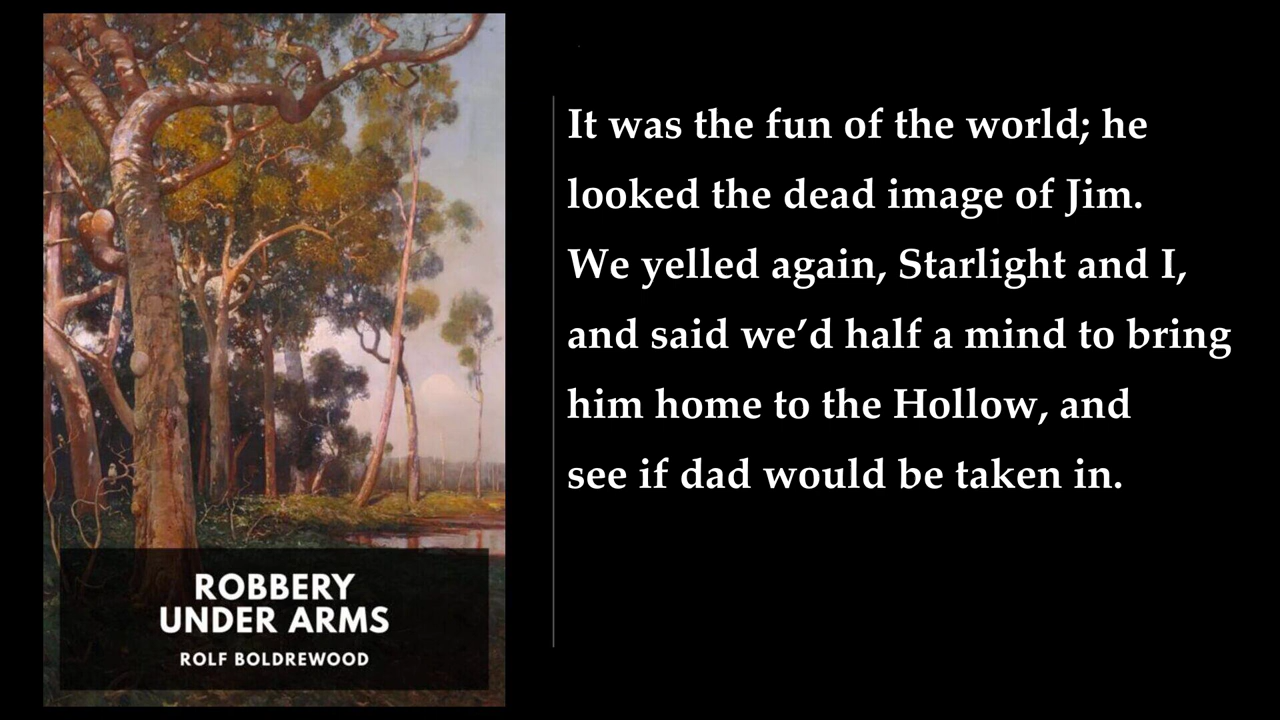 It was the fun of the world; he
looked the dead image of Jim.
We yelled again, Starlight and I,
and said we’d half a mind to bring
him home to the Hollow, and
see if dad would be taken in.
ROBBERY
UNDER ARMS
ROLF BOLDREWOOD